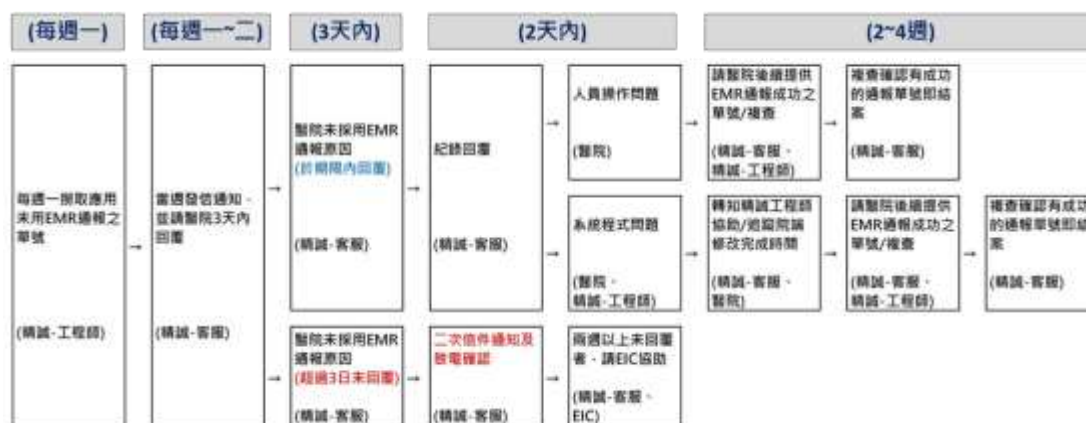 (每週一)
(每週一~二)
(3天內)
(2天內)
(2~4週)
每週一撈取應用
未用EMR通報之
單號
(精誠-工程師)
→
當週發信通知，
並請醫院3天內
回覆
(精誠-客服)
→
醫院未採用EMR
通報原因
(於期限內回覆)
(精誠-客服)
→
紀錄回覆
(精誠-客服)
→
人員操作問題
(醫院)
→
請醫院後續提供
EMR通報成功之
單號/複查
(精誠-客服、
精誠-工程師)
→
複查確認有成功
的通報單號即結
案
(精誠-客服)
→
系統程式問題
(醫院、
精誠-工程師)
→
轉知精誠工程師
協助/追蹤院端
修改完成時間
(精誠-客服、
醫院)
→
請醫院後續提供
EMR通報成功之
單號/複查
(精誠-客服、
精誠-工程師)
→
複查確認有成功
的通報單號即結
案
(精誠-客服)
→
醫院未採用EMR
通報原因
(超過3日未回覆)
(精誠-客服)
→
二次信件通知及
致電確認
(精誠-客服)
→
兩週以上未回覆
者，請EIC協助
(精誠-客服、
EIC)